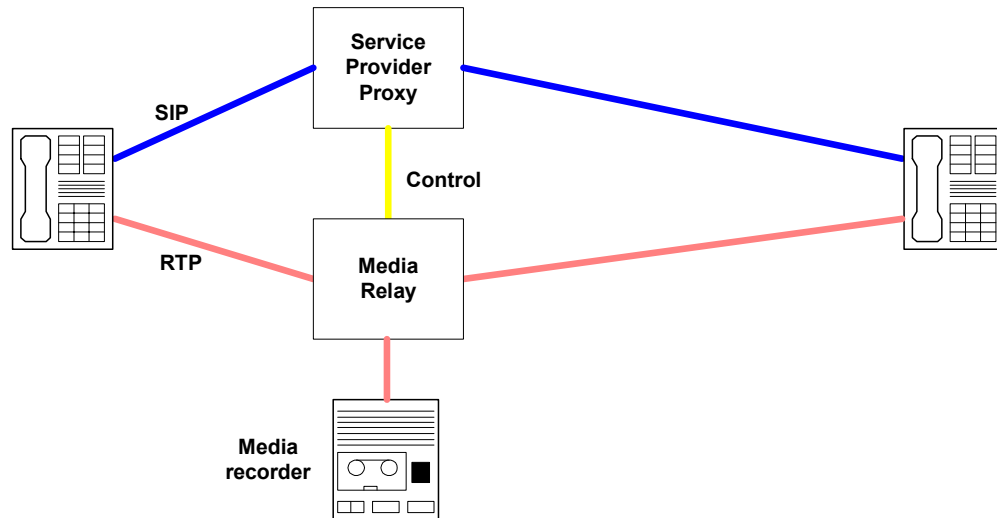 Service
Provider
Proxy
SIP
Control
RTP
Media
Relay
Media
recorder